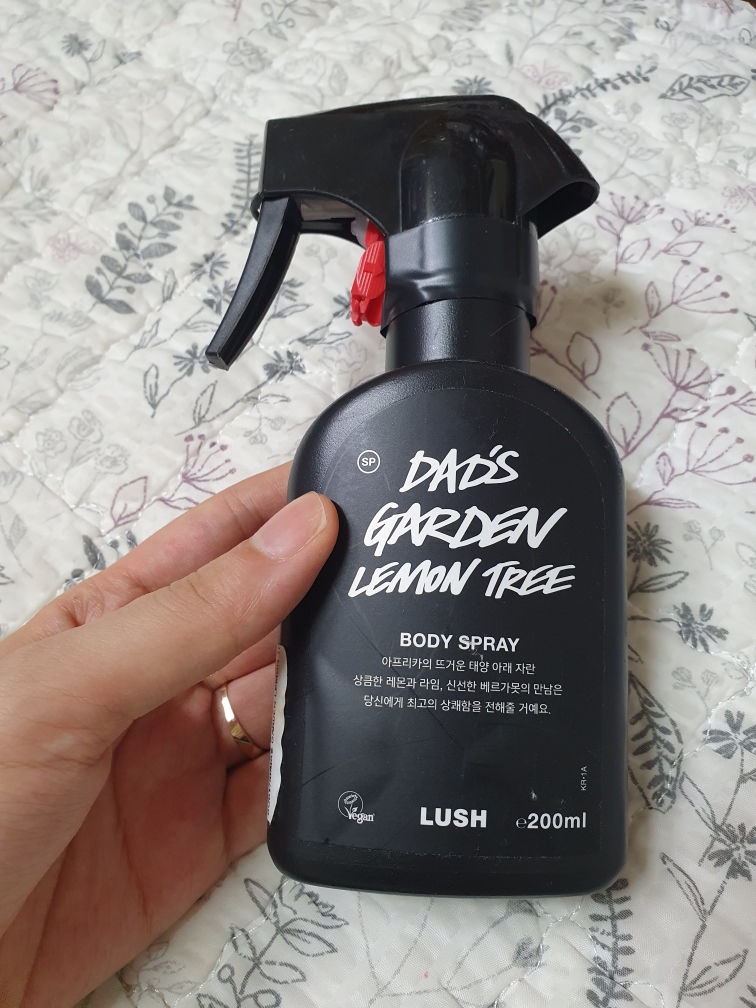 SP
DAD'S
GARDEN
LEMON TREE
BODY SPRAY
아프리카의 뜨거운 태양 아래 자란
상큼한 레몬과 라임, 신선한 베르가못의 만남은
당신에게 최고의 상쾌함을 전해줄 거예요.
KR•1A
Vegan
LUSH
℮200ml